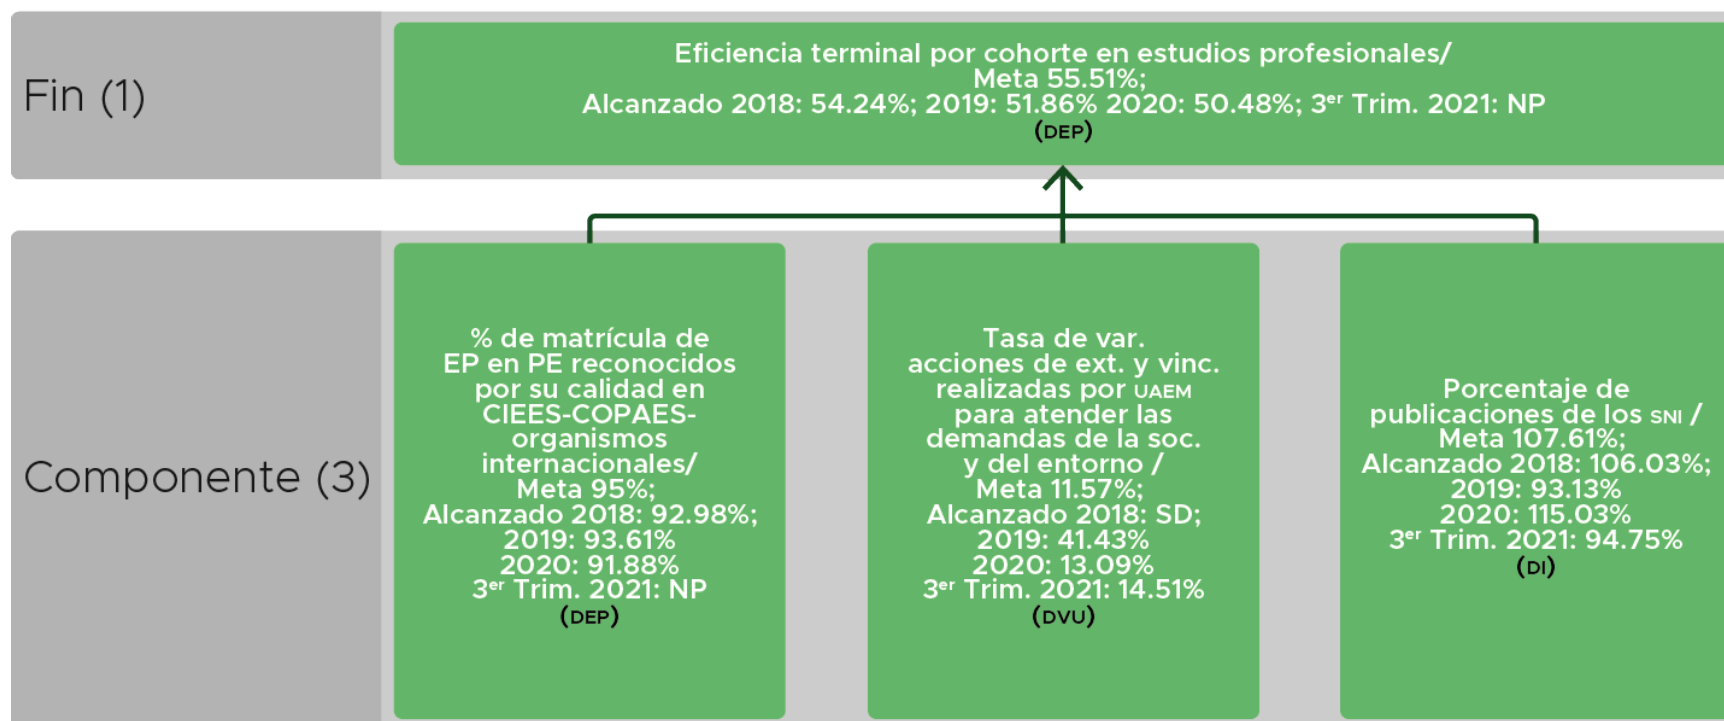 Fin (1)
Eficiencia terminal por cohorte en estudios profesionales/
Meta 55.51%;
Alcanzado 2018: 54.24%; 2019: 51.86% 2020: 50.48%; 3er Trim. 2021: NP
(DEP)
Componente (3)
% de matrícula de
EP en PE reconocidos
por su calidad en
CIEES-COPAES-
organismos
internacionales/
Meta 95%;
Alcanzado 2018: 92.98%;
2019: 93.61%
2020: 91.88%
3er Trim. 2021: NP
(DEP)
Tasa de var.
acciones de ext. y vinc.
realizadas por UAEM
para atender las
demandas de la soc.
y del entorno /
Meta 11.57%;
Alcanzado 2018: SD;
2019: 41.43%
2020: 13.09%
3er Trim. 2021: 14.51%
(DVU)
Porcentaje de
publicaciones de los SNI /
Meta 107.61%;
Alcanzado 2018: 106.03%;
2019: 93.13%
2020: 115.03%
3er Trim. 2021: 94.75%
(DI)